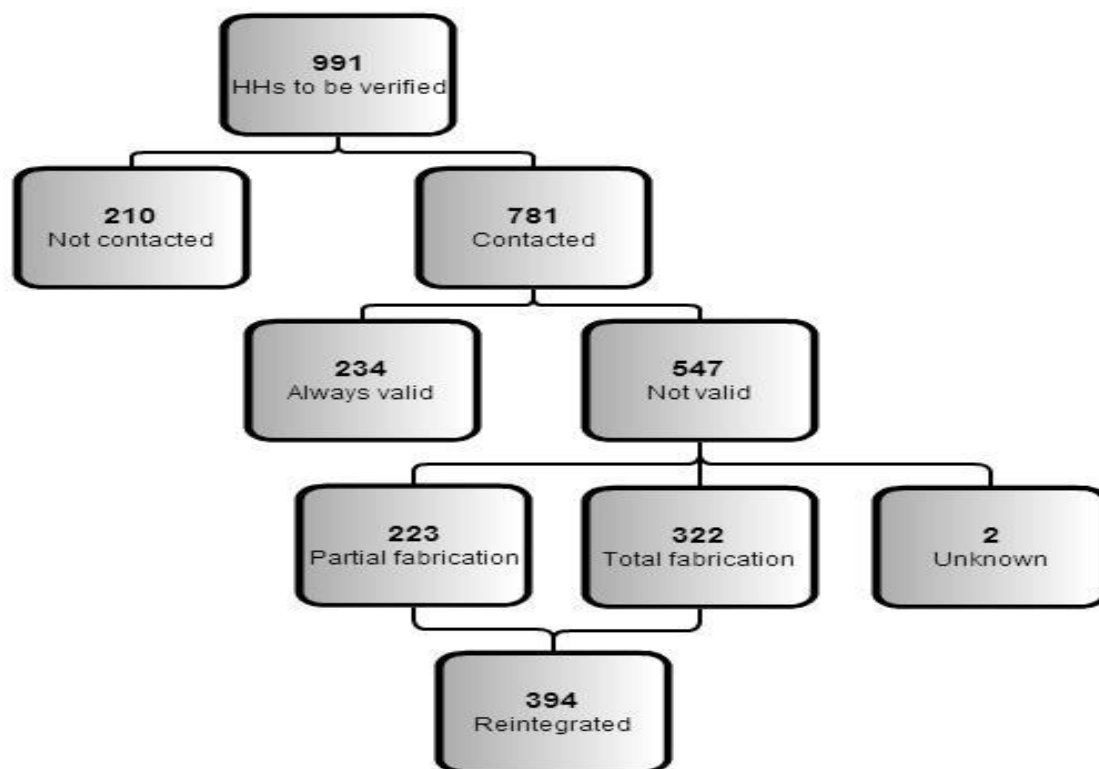 991
HHs to be verified
210
Not contacted
781
Contacted
234
Always valid
547
Not valid
223
Partial fabrication
322
Total fabrication
2
Unknown
394
Reintegrated